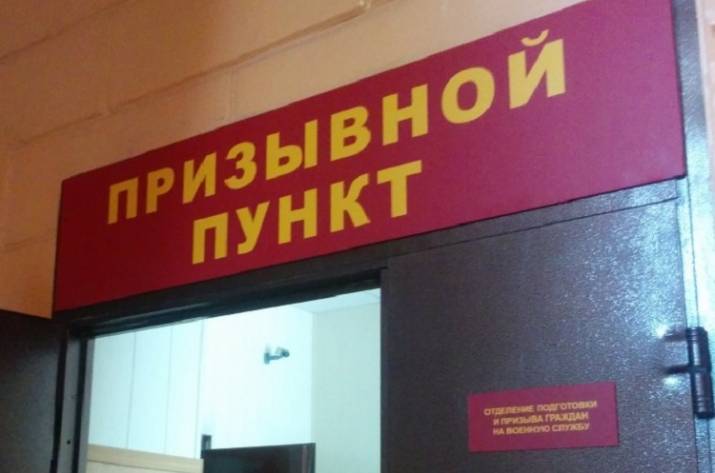 ПРИЗЫВНОЙ
ПУНКТ
ОТДЕЛЕНИЕ ПОДГОТОВКИ
И ПРИЗЫВА ГРАЖДАН
НА ВОЕННУЮ СЛУЖБУ